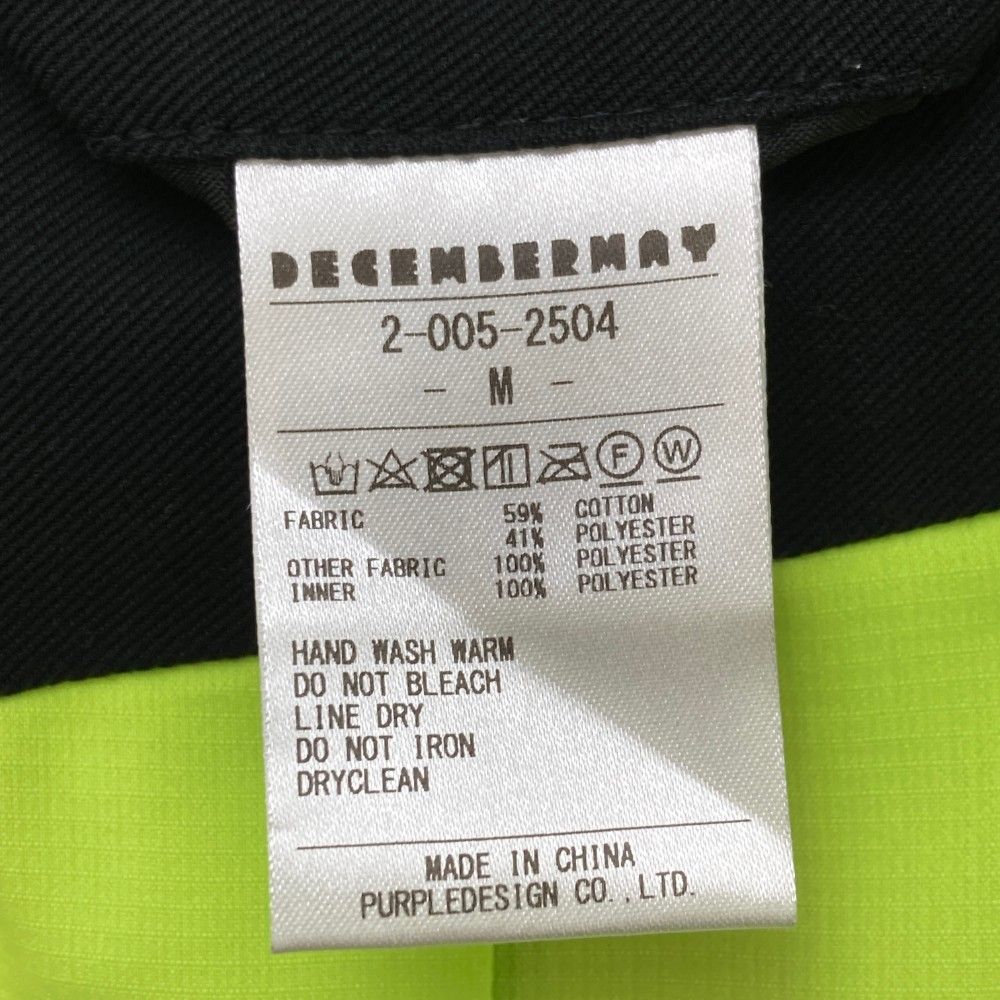 DECEMBERMAY
2-005-2504
- M -
F W
FABRIC 59% COTTON
41% POLYESTER
OTHER FABRIC 100% POLYESTER
INNER 100% POLYESTER
HAND WASH WARM
DO NOT BLEACH
LINE DRY
DO NOT IRON
DRYCLEAN
MADE IN CHINA
PURPLEDESIGN CO.,LTD.